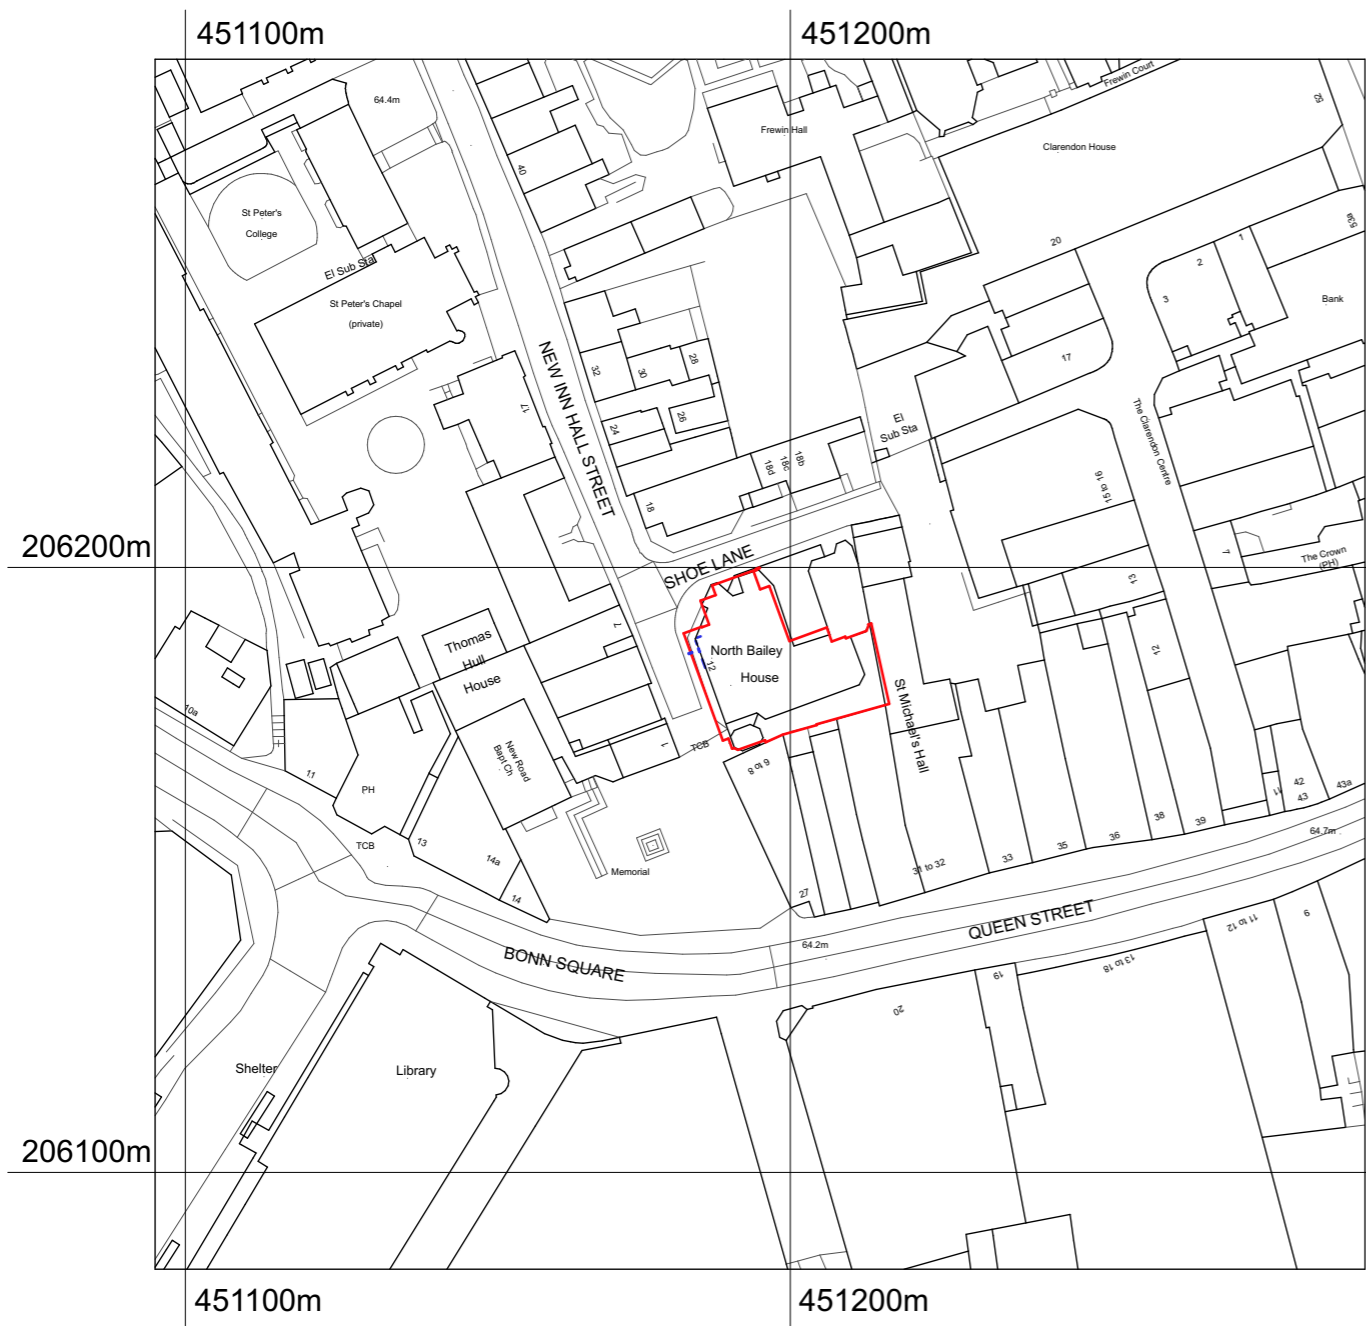 451100m
451200m
64.4m
Frewin Court
52
Frewin Hall
Clarendon House
40
St Peter's
College
53a
El Sub Sta
20
1
2
3
Bank
St Peter's Chapel
(private)
NEW INN HALL STREET
32
30
28
17
17
26
24
El
Sub Sta
The Clarendon Centre
18d
18c
18b
15 to 16
18
206200m
SHOE LANE
7
The Crown
(PH)
13
7
Thomas
Hull
House
12
North Bailey
House
12
St Michael's Hall
10a
1
TCB
New Road
Bapt Ch
6 to 8
11
PH
42
43
43a
11
TCB
13
14a
38
39
36
35
33
31 to 32
64.7m
Memorial
14
27
QUEEN STREET
64.2m
BONN SQUARE
11 to 12
9
13 to 18
19
20
Shelter
Library
206100m
451100m
451200m